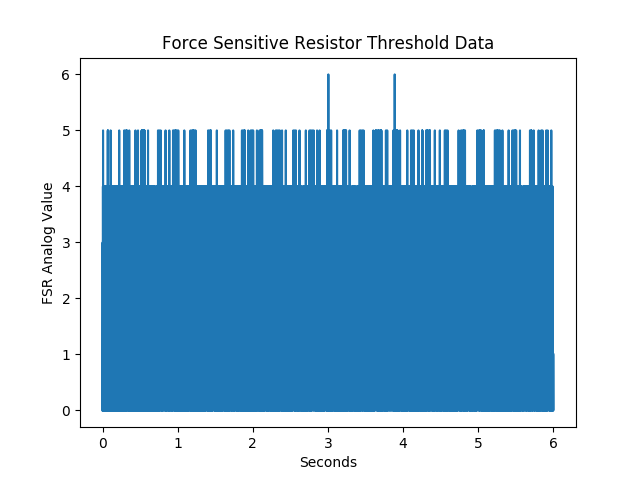 Force Sensitive Resistor Threshold Data
6
5
4
3
2
1
0
FSR Analog Value
0 1 2 3 4 5 6
Seconds